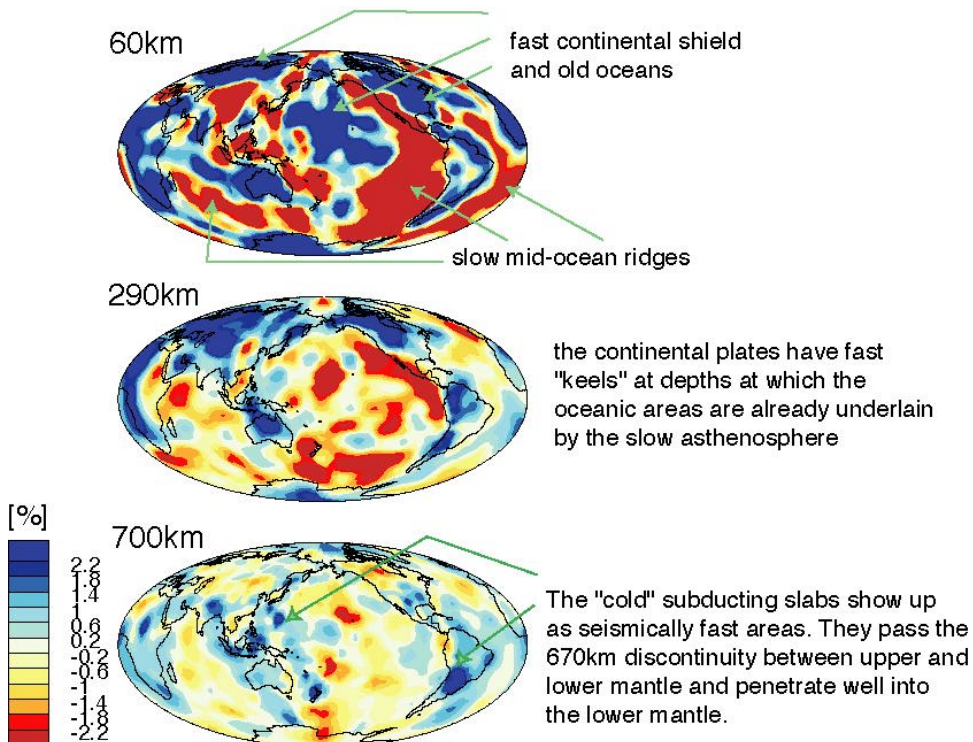 60km
fast continental shield
and old oceans
slow mid-ocean ridges
290km
the continental plates have fast
"keels" at depths at which the
oceanic areas are already underlain
by the slow asthenosphere
[%]
2.2
1.8
1.4
1
0.6
0.2
-0.2
-0.6
-1
-1.4
-1.8
-2.2
700km
The "cold" subducting slabs show up
as seismically fast areas. They pass the
670km discontinuity between upper and
lower mantle and penetrate well into
the lower mantle.